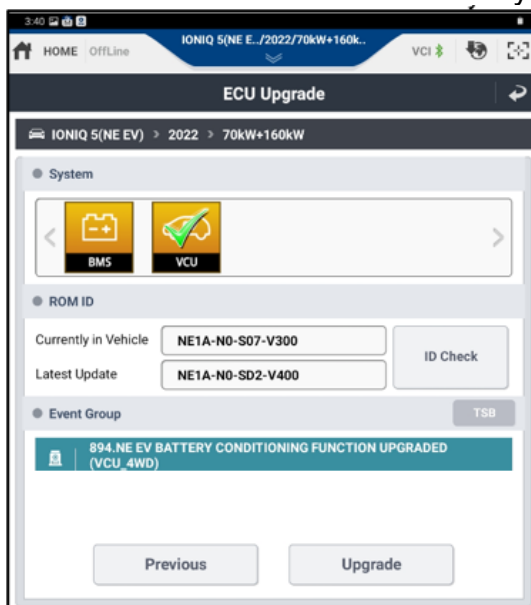 3:40
HOME OffLine
IONIQ 5(NE E../2022/70kW+160k..
VCI
ECU Upgrade
IONIQ 5(NE EV) > 2022 > 70kW+160kW
System
BMS
VCU
ROM ID
Currently in Vehicle NE1A-N0-S07-V300
Latest Update NE1A-N0-SD2-V400
ID Check
Event Group
TSB
894.NE EV BATTERY CONDITIONING FUNCTION UPGRADED
(VCU_4WD)
Previous
Upgrade